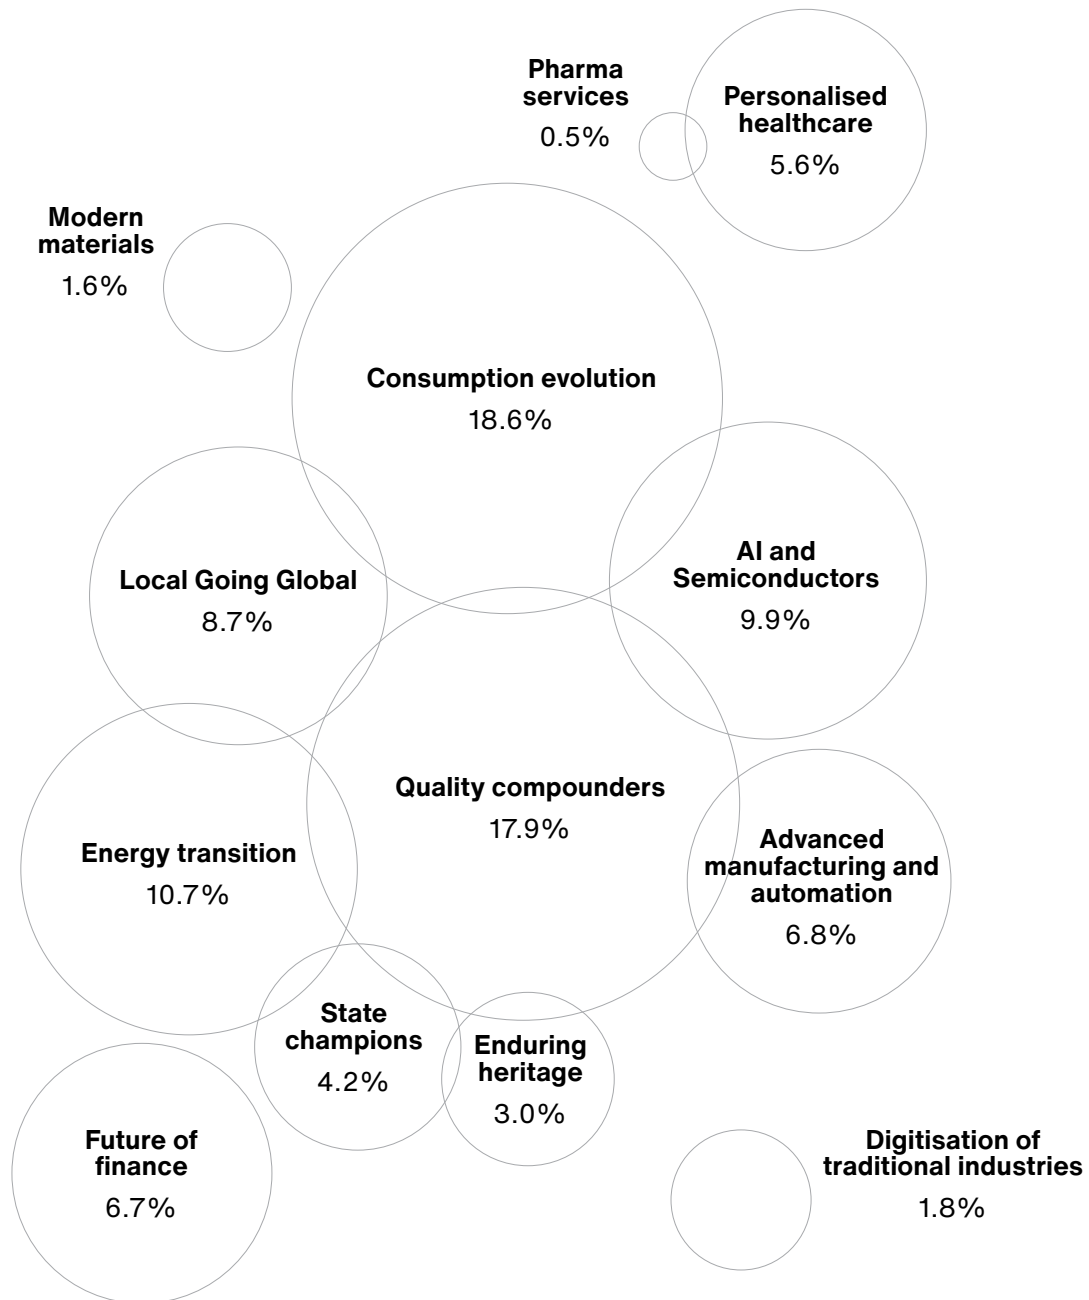 Pharma
services
0.5%
Personalised
healthcare
5.6%
Modern
materials
1.6%
Consumption evolution
18.6%
AI and
Semiconductors
9.9%
Local Going Global
8.7%
Quality compounders
17.9%
Energy transition
10.7%
Advanced
manufacturing and
automation
6.8%
State
champions
4.2%
Enduring
heritage
3.0%
Future of
finance
6.7%
Digitisation of
traditional industries
1.8%